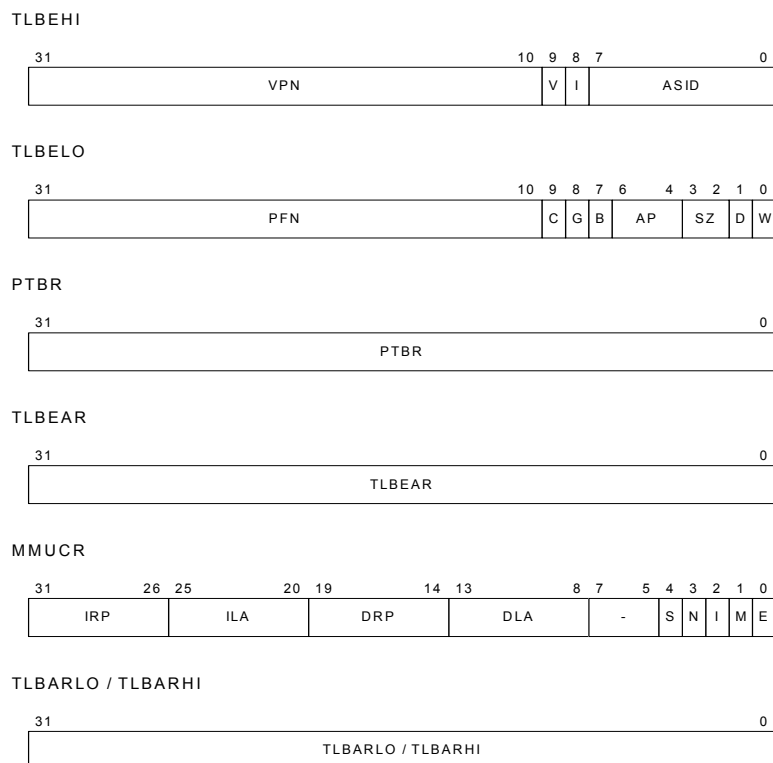 TLBEHI
31 10 9 8 7 0
VPN V I ASID
TLBELO
31 10 9 8 7 6 4 3 2 1 0
PFN C G B AP SZ D W
PTBR
31 0
PTBR
TLBEAR
31 0
TLBEAR
MMUCR
31 26 25 20 19 14 13 8 7 5 4 3 2 1 0
IRP ILA DRP DLA - S N I M E
TLBARLO / TLBARHI
31 0
TLBARLO / TLBARHI